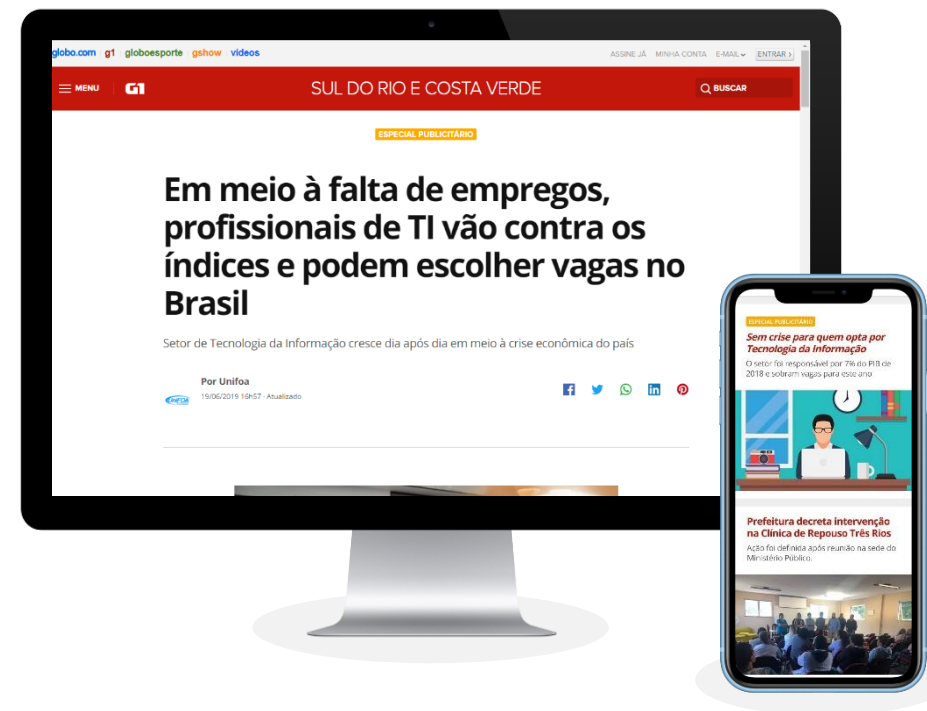 globo.com g1 globoesporte gshow vídeos
ASSINE JÁ MINHA CONTA E-MAIL ENTRAR >
MENU G1 SUL DO RIO E COSTA VERDE BUSCAR
ESPECIAL PUBLICITÁRIO
Em meio à falta de empregos,
profissionais de TI vão contra os
índices e podem escolher vagas no
Brasil
Setor de Tecnologia da Informação cresce dia após dia em meio à crise econômica do país
Por Unifoa
UniFOA
19/06/2019 16h57 · Atualizado
ESPECIAL PUBLICITÁRIO
Sem crise para quem opta por
Tecnologia da Informação
O setor foi responsável por 7% do PIB de
2018 e sobram vagas para este ano
Prefeitura decreta intervenção
na Clínica de Repouso Três Rios
Ação foi definida após reunião na sede do
Ministério Público.